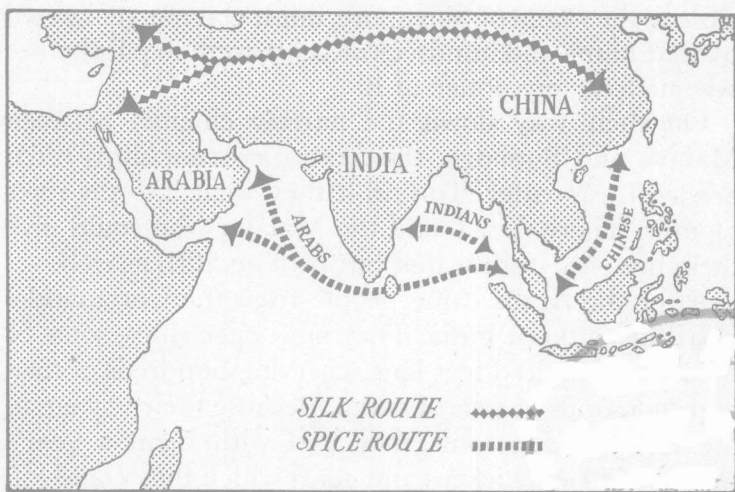 CHINA
INDIA
ARABIA
ARABS
INDIANS
CHINESE
SILK ROUTE
SPICE ROUTE